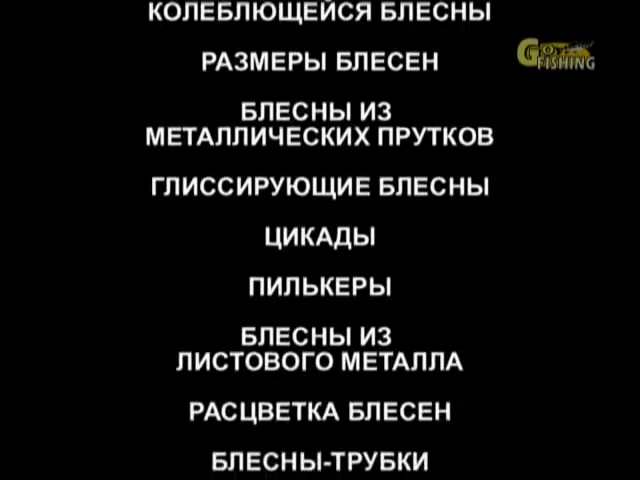 КОЛЕБЛЮЩЕЙСЯ БЛЕСНЫ
РАЗМЕРЫ БЛЕСЕН
GO
FISHING
БЛЕСНЫ ИЗ
МЕТАЛЛИЧЕСКИХ ПРУТКОВ
ГЛИССИРУЮЩИЕ БЛЕСНЫ
ЦИКАДЫ
ПИЛЬКЕРЫ
БЛЕСНЫ ИЗ
ЛИСТОВОГО МЕТАЛЛА
РАСЦВЕТКА БЛЕСЕН
БЛЕСНЫ-ТРУБКИ